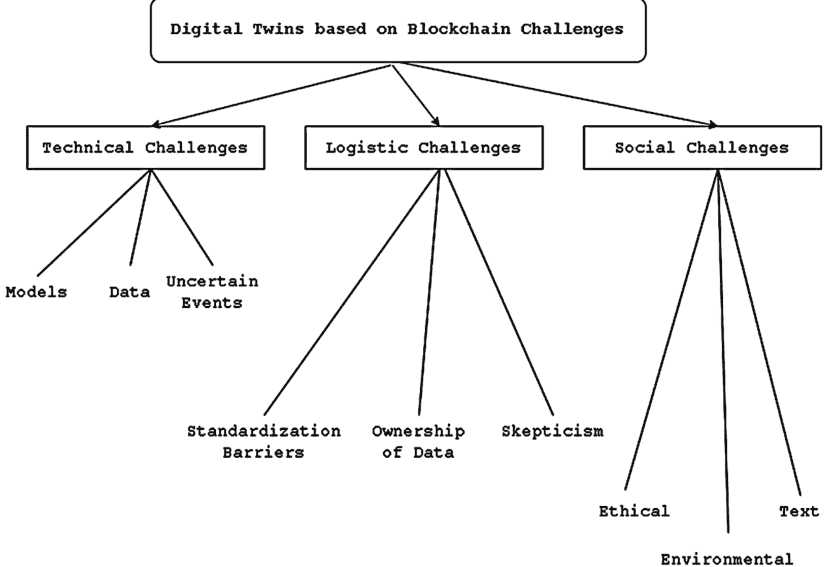 Digital Twins based on Blockchain Challenges
Technical Challenges
Logistic Challenges
Social Challenges
Models
Data
Uncertain
Events
Standardization
Barriers
Ownership
of Data
Skepticism
Ethical
Environmental
Text